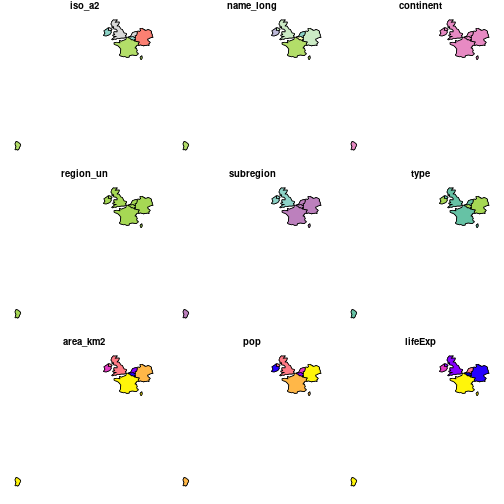 iso_a2 name_long continent
region_un subregion type
area_km2 pop lifeExp